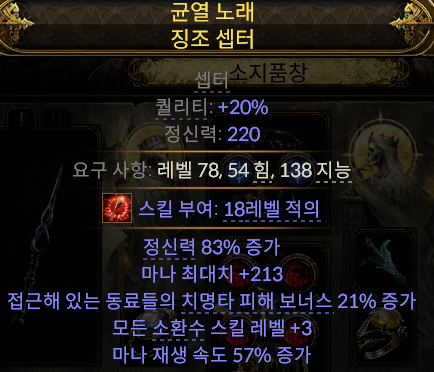 균열 노래
징조 셉터
소지품창
셉터
퀄리티: +20%
정신력: 220
요구 사항: 레벨 78, 54 힘, 138 지능
스킬 부여: 18레벨 적의
정신력 83% 증가
마나 최대치 +213
접근해 있는 동료들의 치명타 피해 보너스 21% 증가
모든 소환수 스킬 레벨 +3
마나 재생 속도 57% 증가